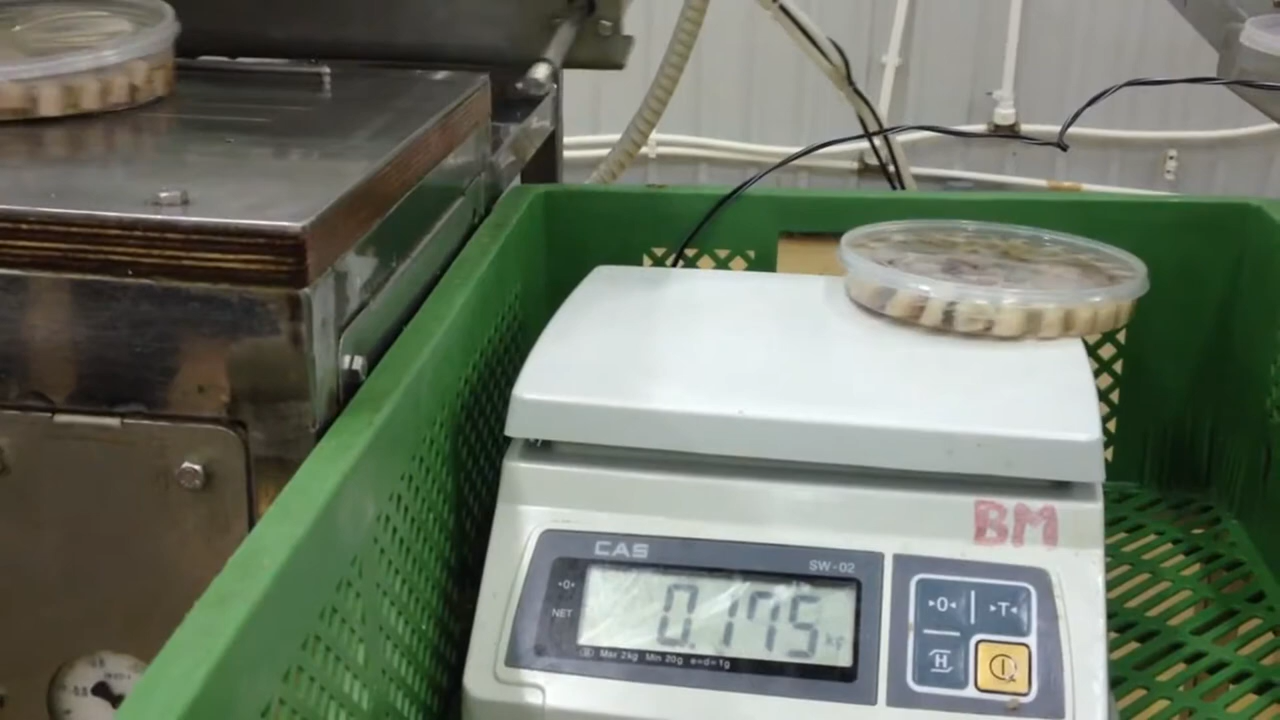 BM
CAS
SW-02
▸0◂
NET
0.175 kg
Max 2kg Min 20g e=d=1g
▸0◂
▸T◂
H